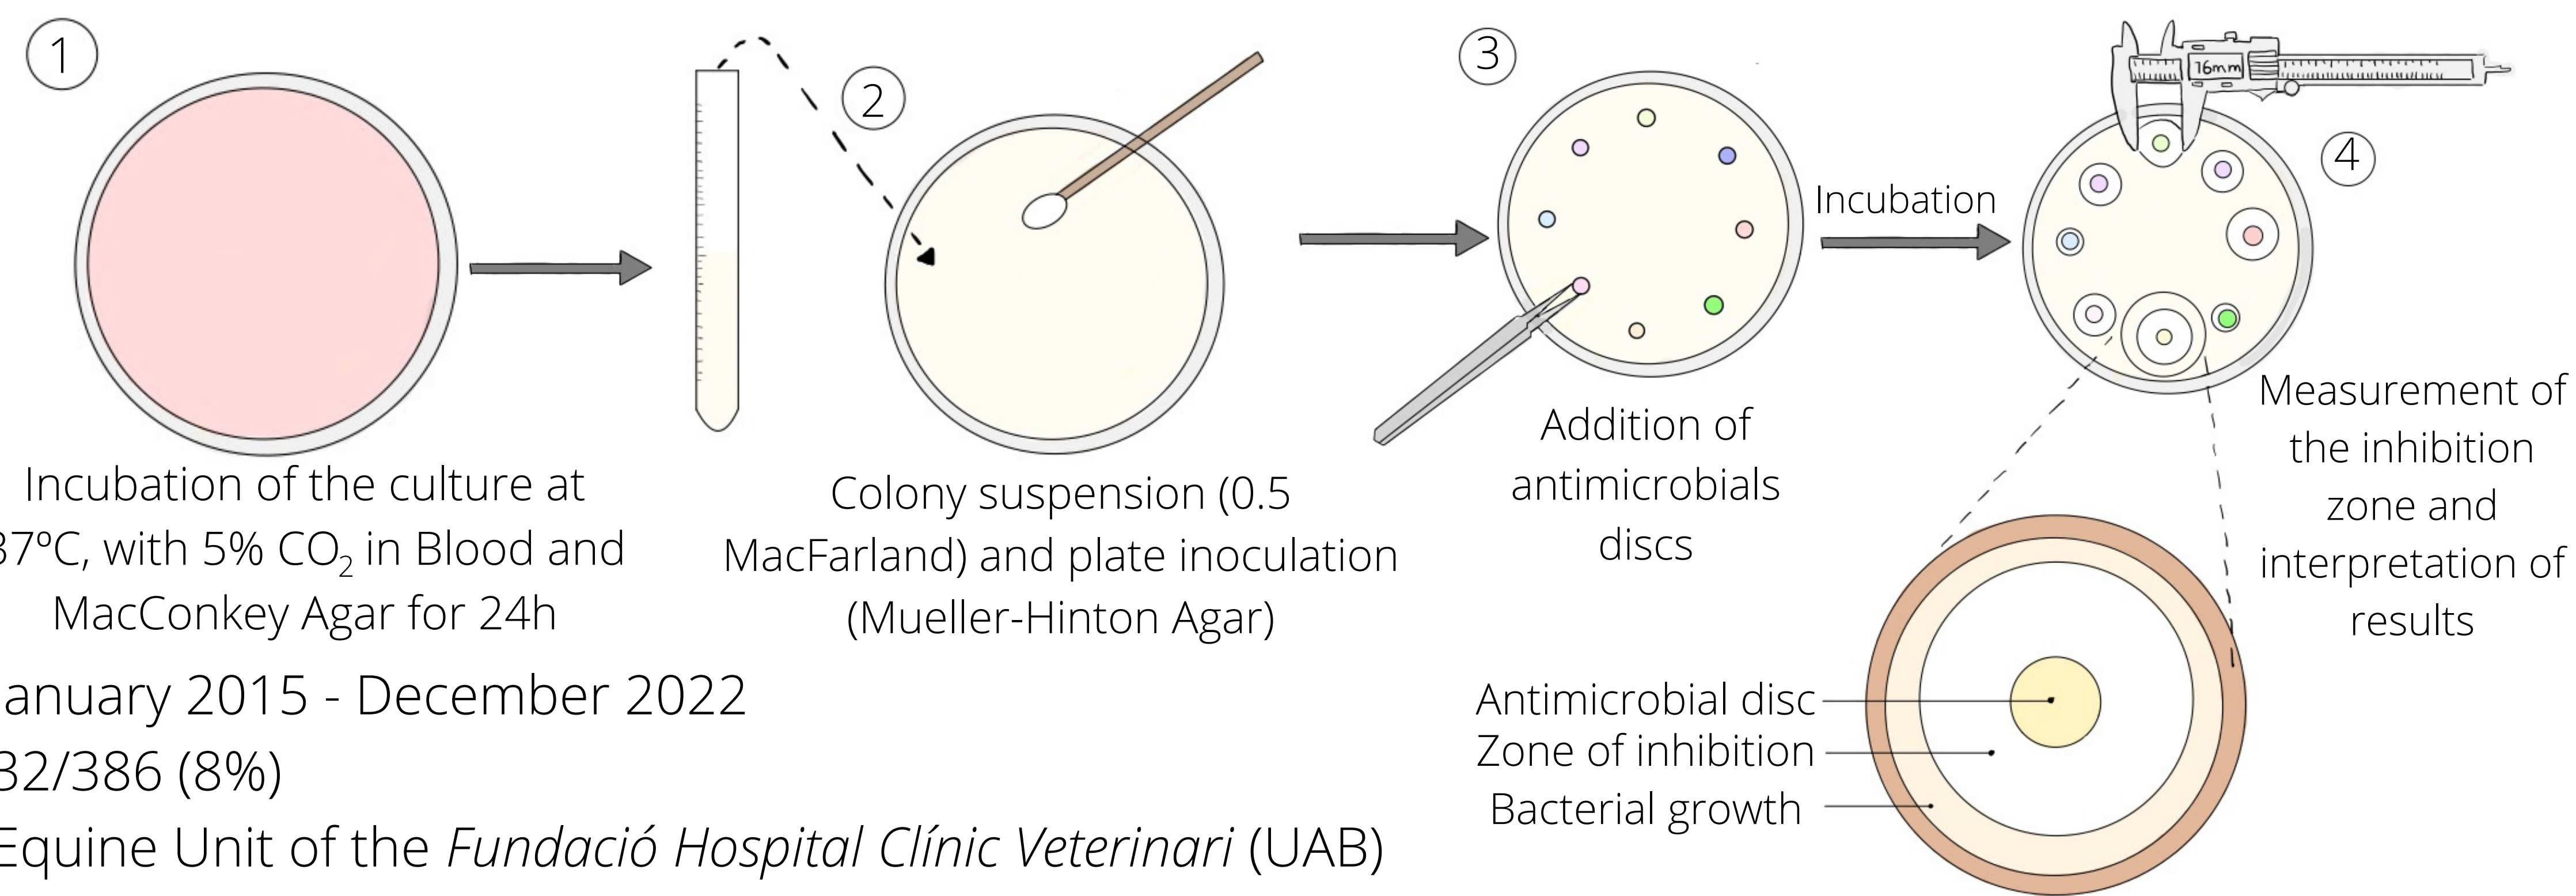 1
Incubation of the culture at
37ºC, with 5% CO2 in Blood and
MacConkey Agar for 24h
2
Colony suspension (0.5
MacFarland) and plate inoculation
(Mueller-Hinton Agar)
3
Addition of
antimicrobials
discs
Incubation
76mm
4
Measurement of
the inhibition
zone and
interpretation of
results
Antimicrobial disc
Zone of inhibition
Bacterial growth
anuary 2015 - December 2022
32/386 (8%)
Equine Unit of the Fundació Hospital Clínic Veterinari (UAB)